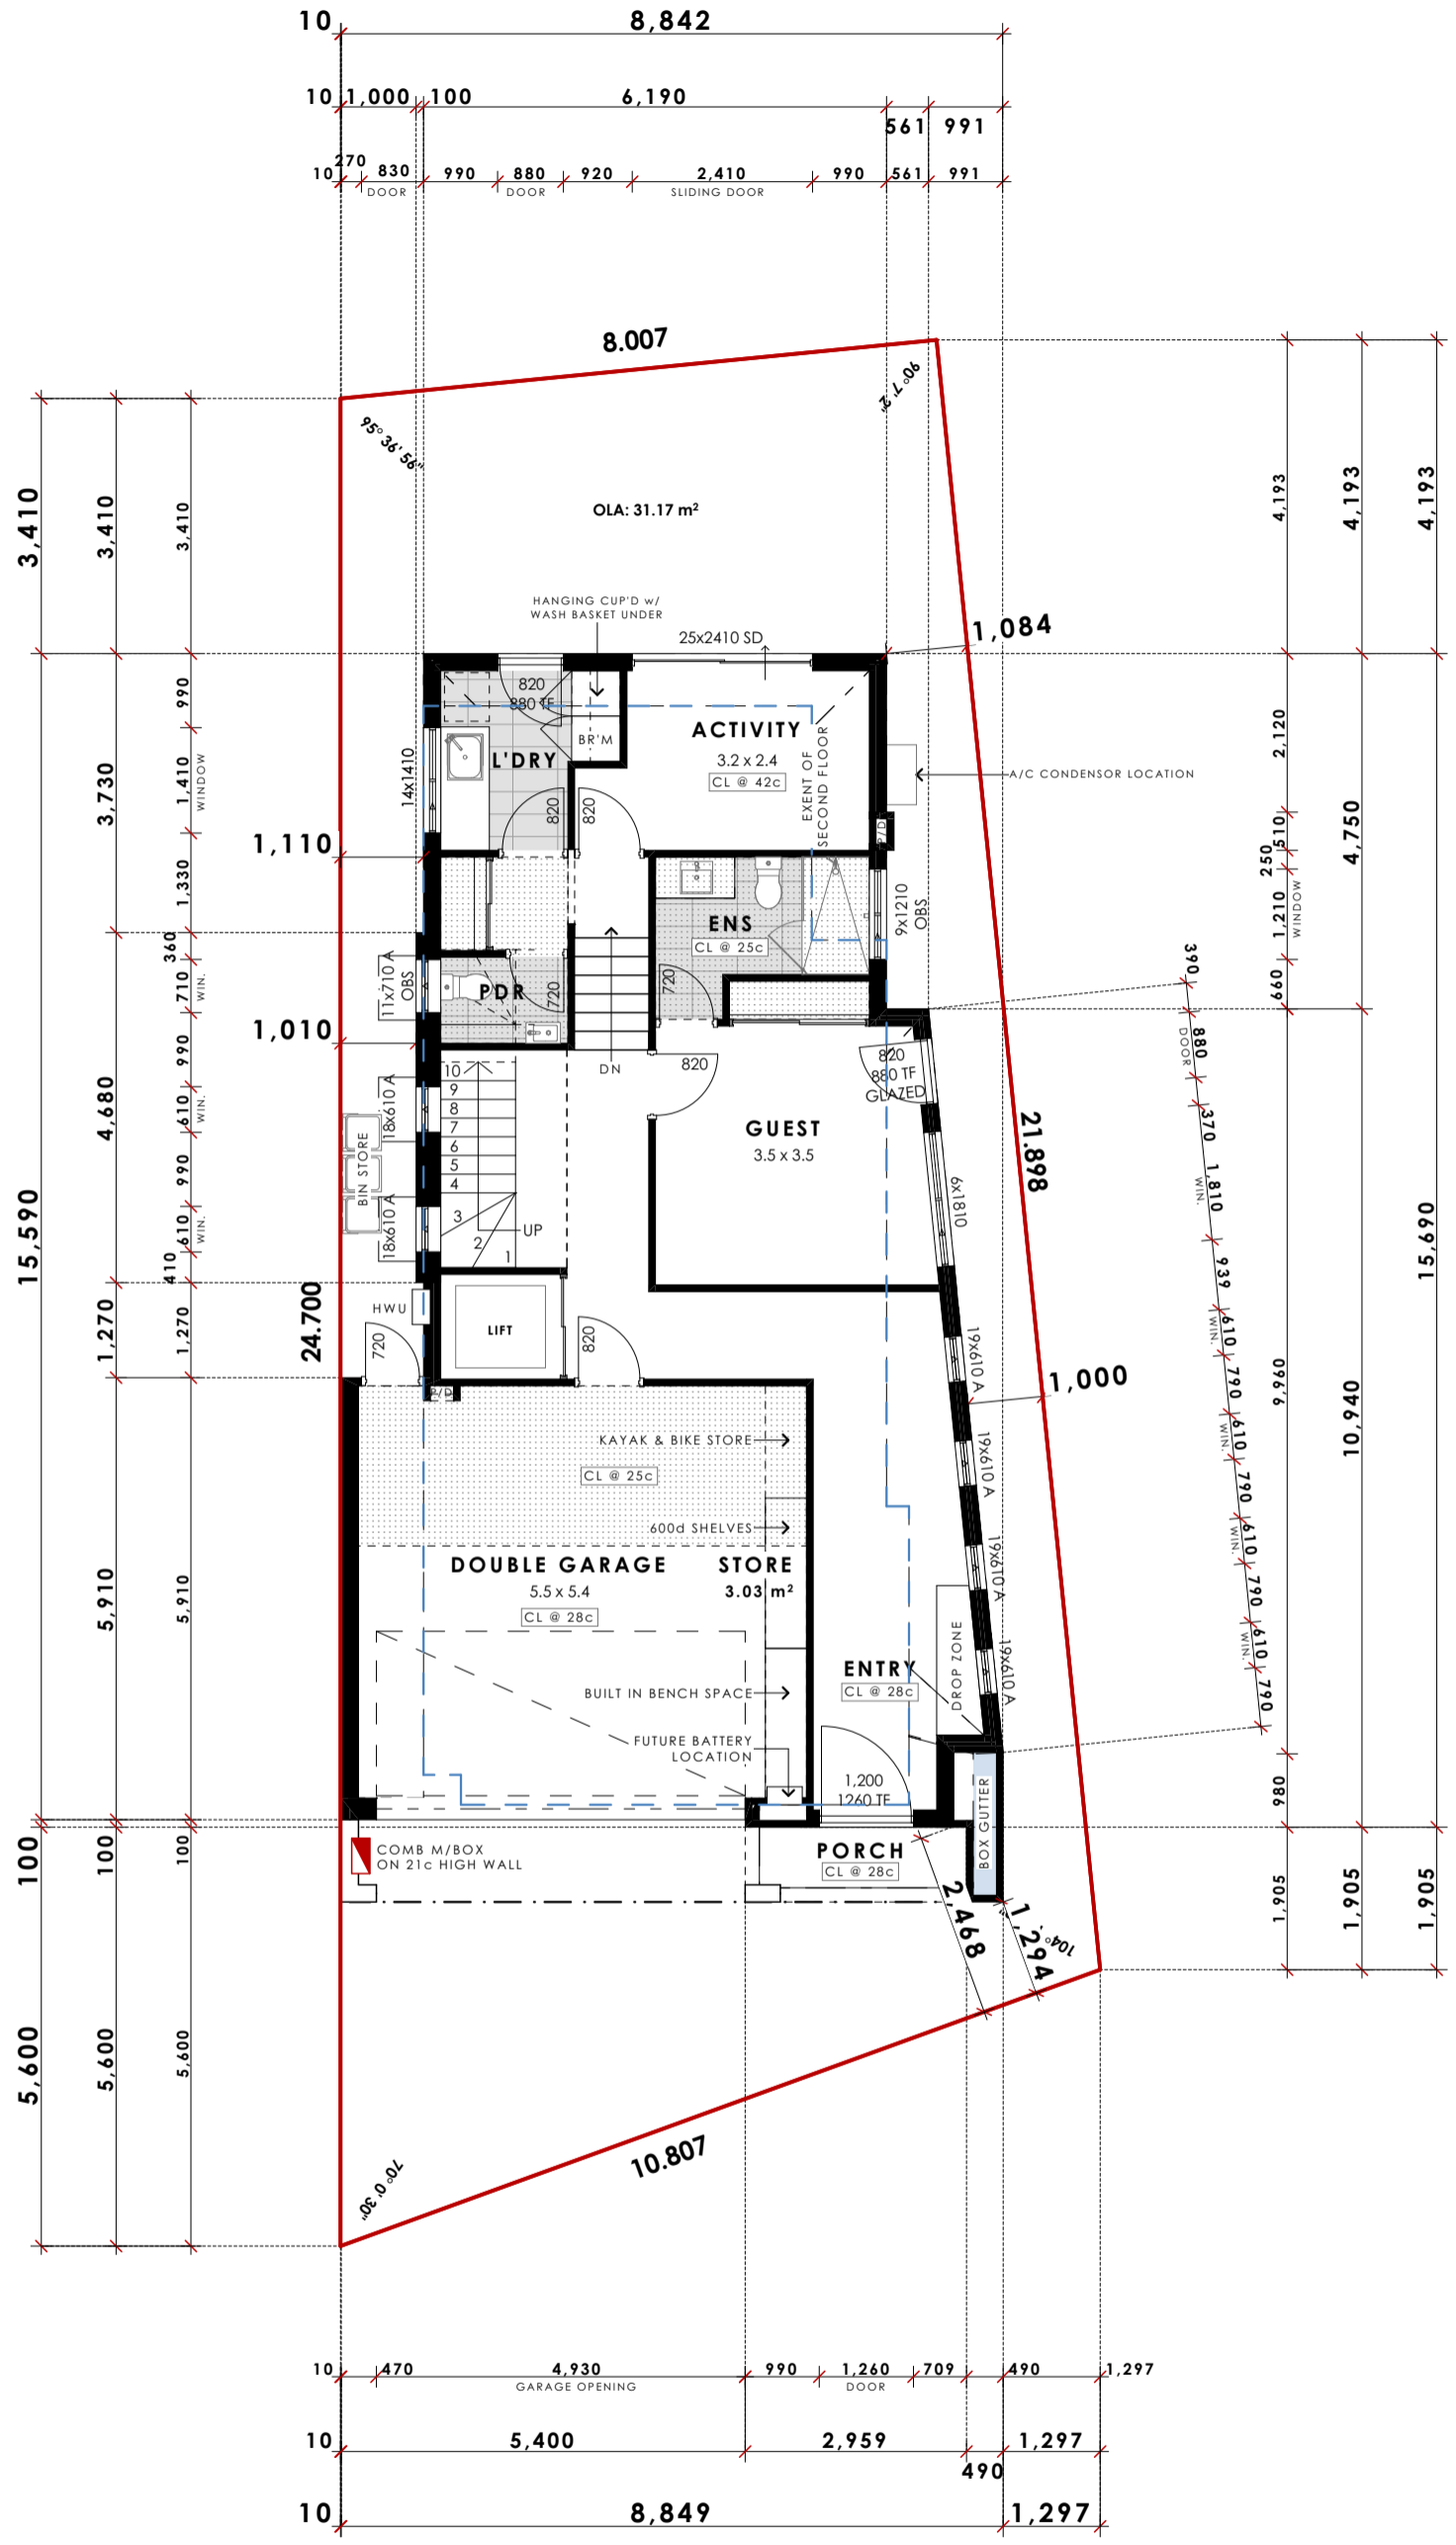 10 8,842
10 1,000 100 6,190
561 991
270
10 830 990 880 920 2,410 990 561 991
DOOR DOOR SLIDING DOOR
8.007
95° 36' 56"
90° 7' 2"
OLA: 31.17 m²
HANGING CUP'D w/
WASH BASKET UNDER
25x2410 SD
1,084
820
880 TF
BR'M
L'DRY
ACTIVITY
3.2 x 2.4
CL @ 42c
EXENT OF
SECOND FLOOR
A/C CONDENSOR LOCATION
14x1410
820
820
P/D
1,110
ENS
CL @ 25c
9x1210
OBS
11x710 A
OBS
PDR
720
720
1,010
DN
820
820
880 TF
GLAZED
10
9
8
7
6
5
4
3
2
1
UP
18x610 A
BIN STORE
18x610 A
GUEST
3.5 x 3.5
6x1810
21.898
24.700
HWU
720
LIFT
820
P/D
19x610 A
1,000
19x610 A
19x610 A
19x610 A
KAYAK & BIKE STORE
CL @ 25c
600d SHELVES
DOUBLE GARAGE
5.5 x 5.4
CL @ 28c
STORE
3.03 m²
BUILT IN BENCH SPACE
FUTURE BATTERY
LOCATION
ENTRY
CL @ 28c
DROP ZONE
1,200
1260 TF
BOX GUTTER
COMB M/BOX
ON 21c HIGH WALL
PORCH
CL @ 28c
2,468
1,294
104°
10.807
70° 0' 30"
3,410
15,590
100
5,600
3,410
3,730
4,680
1,270
5,910
100
5,600
3,410
990
1,410
WINDOW
1,330
360
710
WIN.
990
610
WIN.
990
610
WIN.
410
1,270
5,910
100
5,600
4,193
2,120
510
250
1,210
WINDOW
660
9,960
980
1,905
4,193
4,750
10,940
1,905
4,193
15,690
1,905
390
880
DOOR
370
1,810
WIN.
939
610
WIN.
790
610
WIN.
790
610
WIN.
790
610
WIN.
790
10 470 4,930 990 1,260 709 490 1,297
GARAGE OPENING DOOR
10 5,400 2,959 1,297
490
10 8,849 1,297